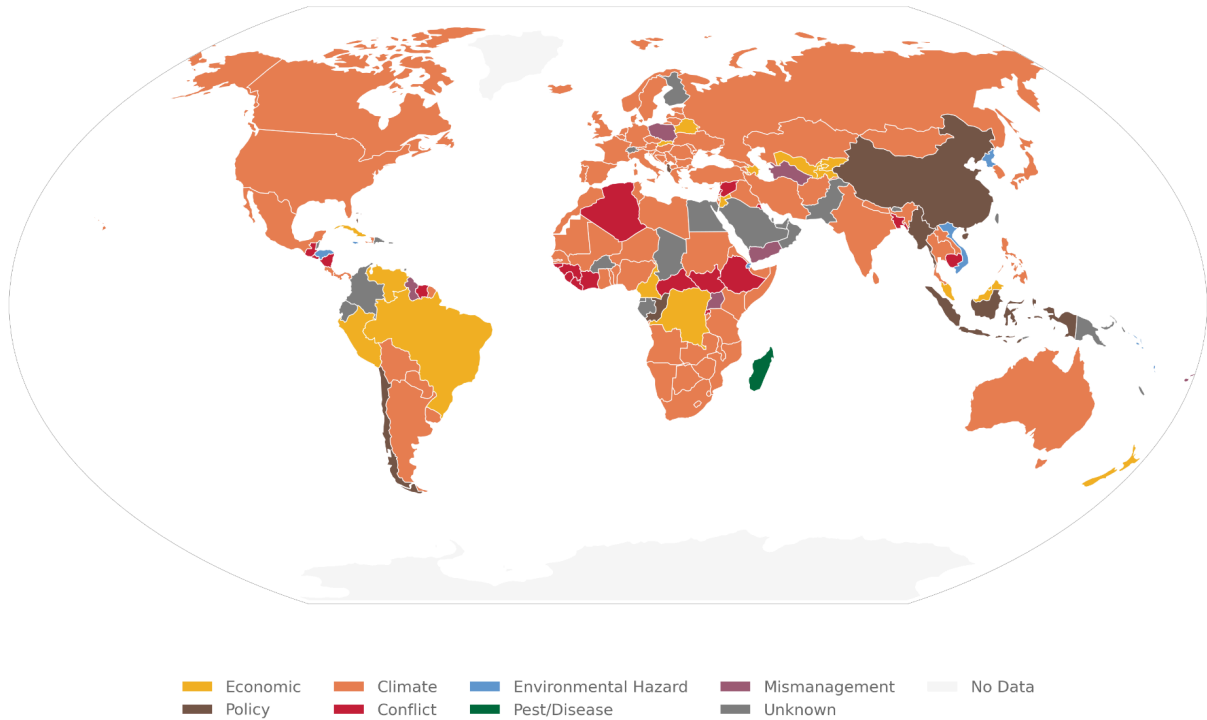 Economic
Climate
Environmental Hazard
Mismanagement
No Data
Policy
Conflict
Pest/Disease
Unknown